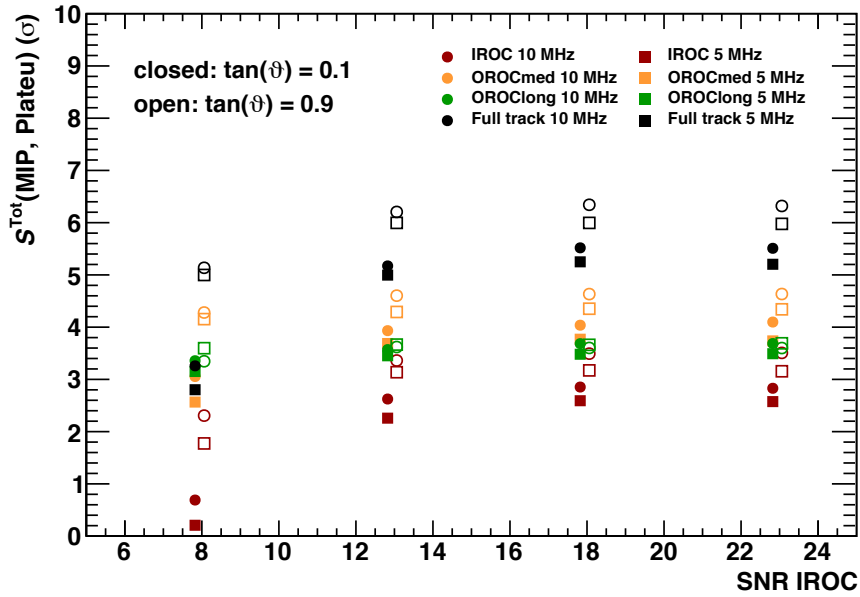 S^Tot(MIP, Plateu) (σ)
10
9
8
7
6
5
4
3
2
1
0
closed: tan(ϑ) = 0.1
open: tan(ϑ) = 0.9
IROC 10 MHz
OROCmed 10 MHz
OROClong 10 MHz
Full track 10 MHz
IROC 5 MHz
OROCmed 5 MHz
OROClong 5 MHz
Full track 5 MHz
6 8 10 12 14 16 18 20 22 24
SNR IROC